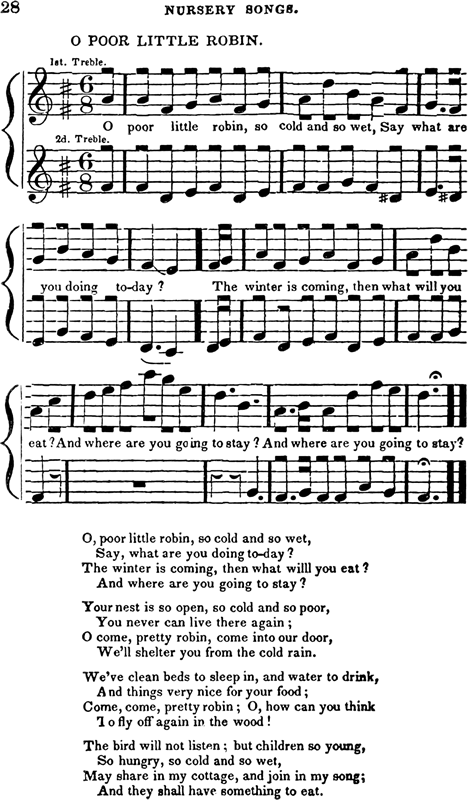 28 NURSERY SONGS.
O POOR LITTLE ROBIN.
1st. Treble.
6
8
O poor little robin, so cold and so wet, Say what are
2d. Treble.
6
8
you doing to-day ? The winter is coming, then what will you
eat ? And where are you going to stay ? And where are you going to stay?
O, poor little robin, so cold and so wet,
Say, what are you doing to-day ?
The winter is coming, then what willl you eat ?
And where are you going to stay ?
Your nest is so open, so cold and so poor,
You never can live there again ;
O come, pretty robin, come into our door,
We'll shelter you from the cold rain.
We've clean beds to sleep in, and water to drink,
And things very nice for your food ;
Come, come, pretty robin ; O, how can you think
To fly off again in the wood !
The bird will not listen ; but children so young,
So hungry, so cold and so wet,
May share in my cottage, and join in my song;
And they shall have something to eat.